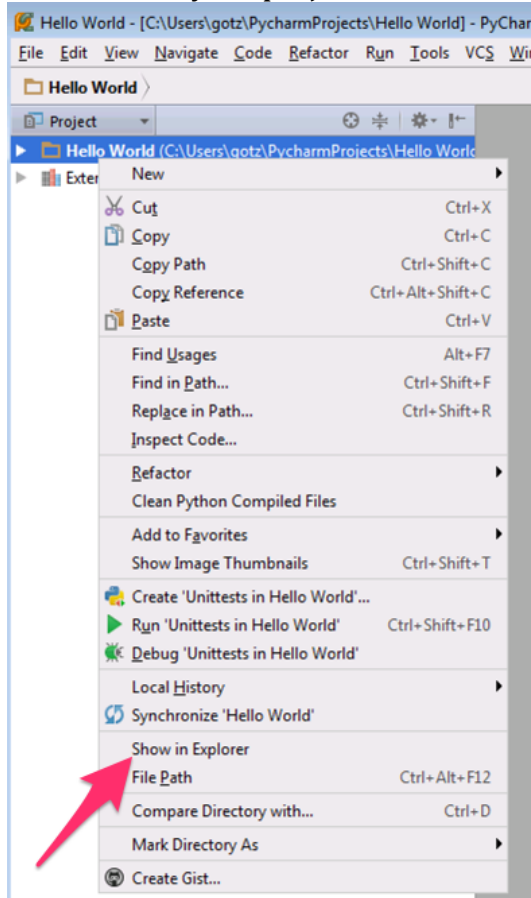 Hello World - [C:\Users\gotz\PycharmProjects\Hello World] - PyChar
File Edit View Navigate Code Refactor Run Tools VCS
Hello World
Project
Hello World (C:\Users\gotz\PycharmProjects\Hello World
New
Cut Ctrl+X
Copy Ctrl+C
Copy Path Ctrl+Shift+C
Copy Reference Ctrl+Alt+Shift+C
Paste Ctrl+V
Find Usages Alt+F7
Find in Path... Ctrl+Shift+F
Replace in Path... Ctrl+Shift+R
Inspect Code...
Refactor
Clean Python Compiled Files
Add to Favorites
Show Image Thumbnails Ctrl+Shift+T
Create 'Unittests in Hello World'...
Run 'Unittests in Hello World' Ctrl+Shift+F10
Debug 'Unittests in Hello World'
Local History
Synchronize 'Hello World'
Show in Explorer
File Path Ctrl+Alt+F12
Compare Directory with... Ctrl+D
Mark Directory As
Create Gist...